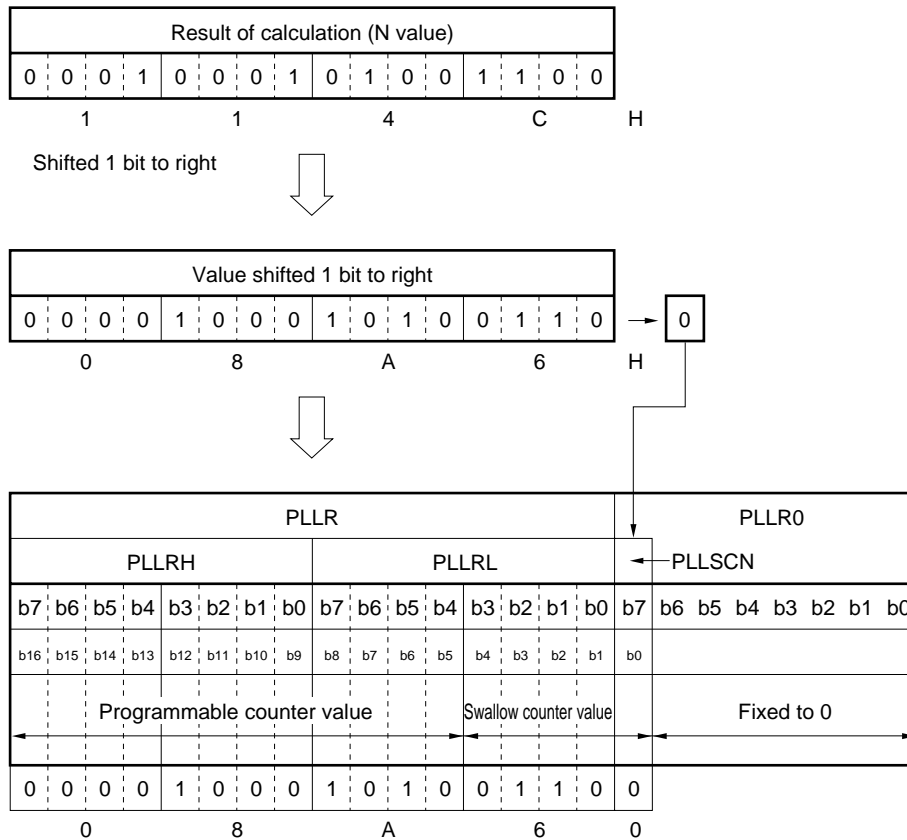 Result of calculation (N value)
0 0 0 1 0 0 0 1 0 1 0 0 1 1 0 0
1 1 4 C H
Shifted 1 bit to right
Value shifted 1 bit to right
0 0 0 0 1 0 0 0 1 0 1 0 0 1 1 0 0
0 8 A 6 H
PLLR PLLR0
PLLRH PLLRL PLLSCN
b7 b6 b5 b4 b3 b2 b1 b0 b7 b6 b5 b4 b3 b2 b1 b0 b7 b6 b5 b4 b3 b2 b1 b0
b16 b15 b14 b13 b12 b11 b10 b9 b8 b7 b6 b5 b4 b3 b2 b1 b0
Programmable counter value Swallow counter value Fixed to 0
0 0 0 0 1 0 0 0 1 0 1 0 0 1 1 0 0
0 8 A 6 0